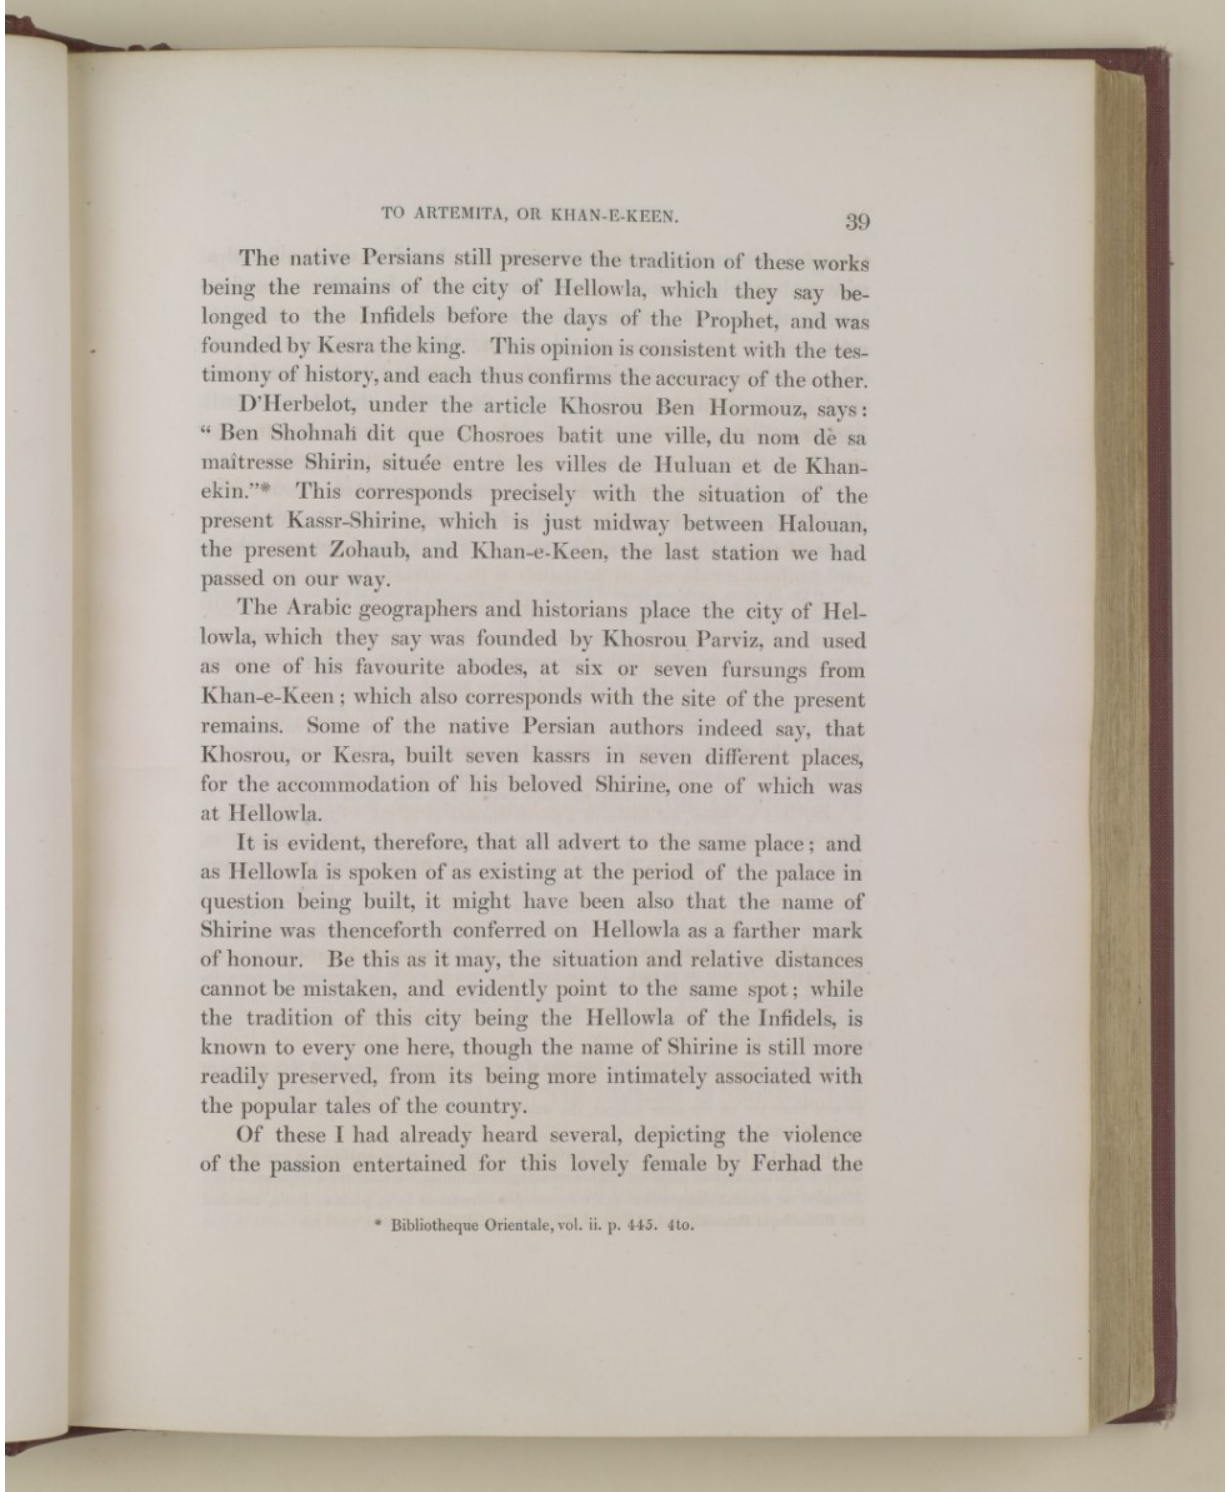 TO ARTEMITA, OR KHAN-E-KEEN.
39
The native Persians still preserve the tradition of these works
being the remains of the city of Hellowla, which they say be-
longed to the Infidels before the days of the Prophet, and was
founded by Kesra the king. This opinion is consistent with the tes-
timony of history, and each thus confirms the accuracy of the other.
D'Herbelot, under the article Khosrou Ben Hormouz, says:
“ Ben Shohnah dit que Chosroes batit une ville, du nom dè sa
maîtresse Shirin, située entre les villes de Huluan et de Khan-
ekin.”* This corresponds precisely with the situation of the
present Kassr-Shirine, which is just midway between Halouan,
the present Zohaub, and Khan-e-Keen, the last station we had
passed on our way.
The Arabic geographers and historians place the city of Hel-
lowla, which they say was founded by Khosrou Parviz, and used
as one of his favourite abodes, at six or seven fursungs from
Khan-e-Keen; which also corresponds with the site of the present
remains. Some of the native Persian authors indeed say, that
Khosrou, or Kesra, built seven kassrs in seven different places,
for the accommodation of his beloved Shirine, one of which was
at Hellowla.
It is evident, therefore, that all advert to the same place; and
as Hellowla is spoken of as existing at the period of the palace in
question being built, it might have been also that the name of
Shirine was thenceforth conferred on Hellowla as a farther mark
of honour. Be this as it may, the situation and relative distances
cannot be mistaken, and evidently point to the same spot; while
the tradition of this city being the Hellowla of the Infidels, is
known to every one here, though the name of Shirine is still more
readily preserved, from its being more intimately associated with
the popular tales of the country.
Of these I had already heard several, depicting the violence
of the passion entertained for this lovely female by Ferhad the
* Bibliotheque Orientale, vol. ii. p. 445. 4to.